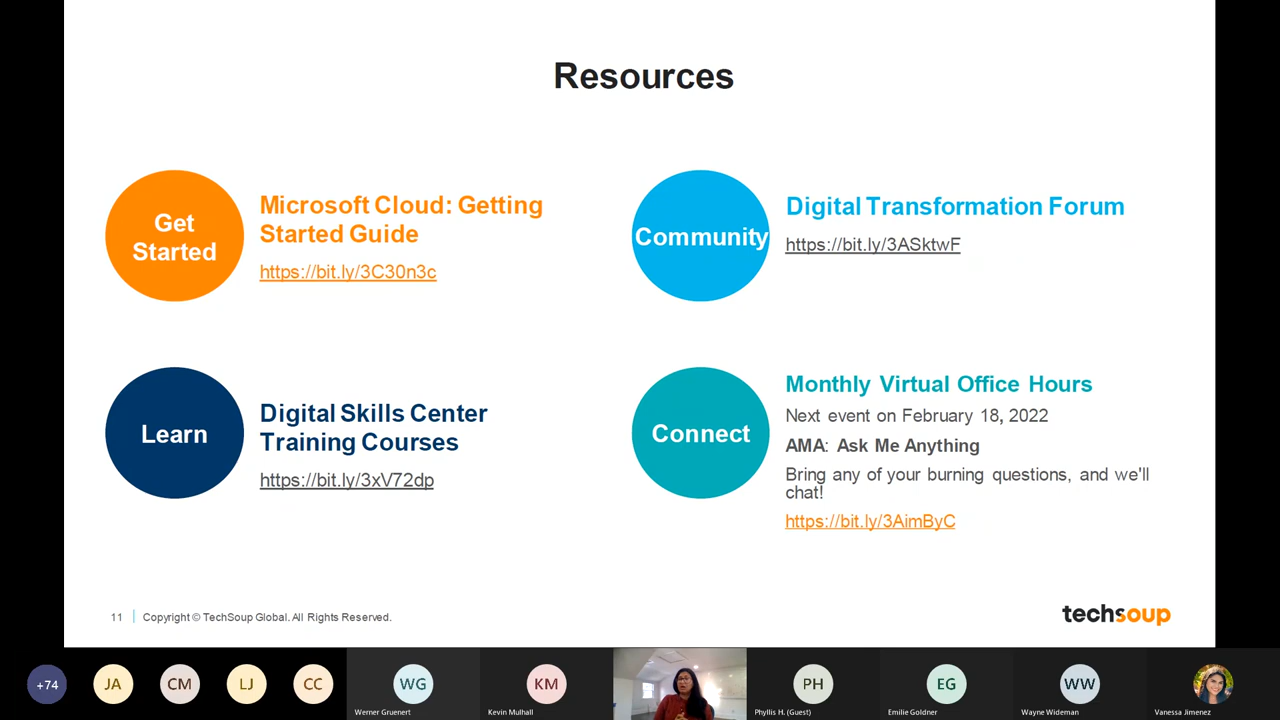 Resources
Get
Started
Microsoft Cloud: Getting
Started Guide
https://bit.ly/3C30n3c
Community
Digital Transformation Forum
https://bit.ly/3ASktwF
Learn
Digital Skills Center
Training Courses
https://bit.ly/3xV72dp
Connect
Monthly Virtual Office Hours
Next event on February 18, 2022
AMA: Ask Me Anything
Bring any of your burning questions, and we'll
chat!
https://bit.ly/3AimByC
11
Copyright © TechSoup Global. All Rights Reserved.
techsoup
+74
JA
CM
LJ
CC
WG
Werner Gruenert
KM
Kevin Mulhall
PH
Phyllis H. (Guest)
EG
Emilie Goldner
WW
Wayne Wideman
Vanessa Jimenez